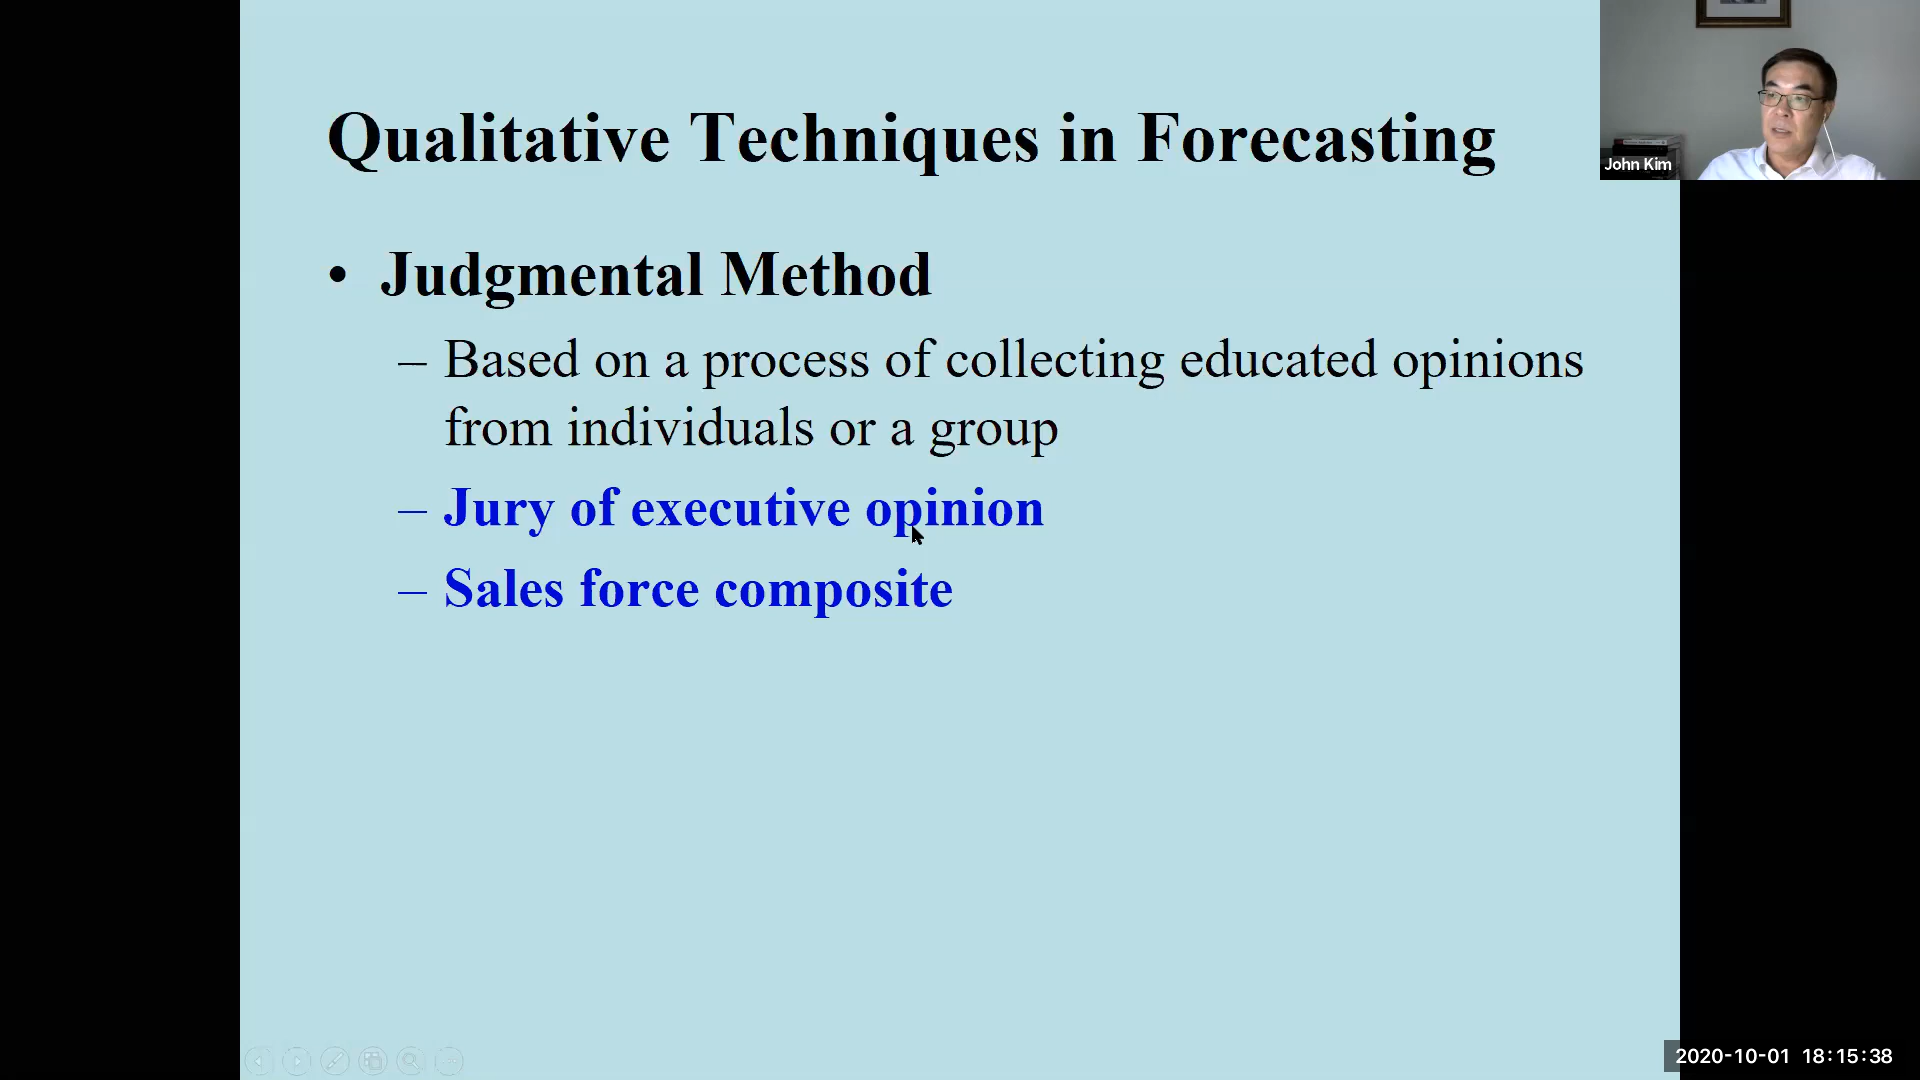 Qualitative Techniques in Forecasting
• Judgmental Method
– Based on a process of collecting educated opinions
from individuals or a group
– Jury of executive opinion
– Sales force composite
John Kim
2020-10-01 18:15:38